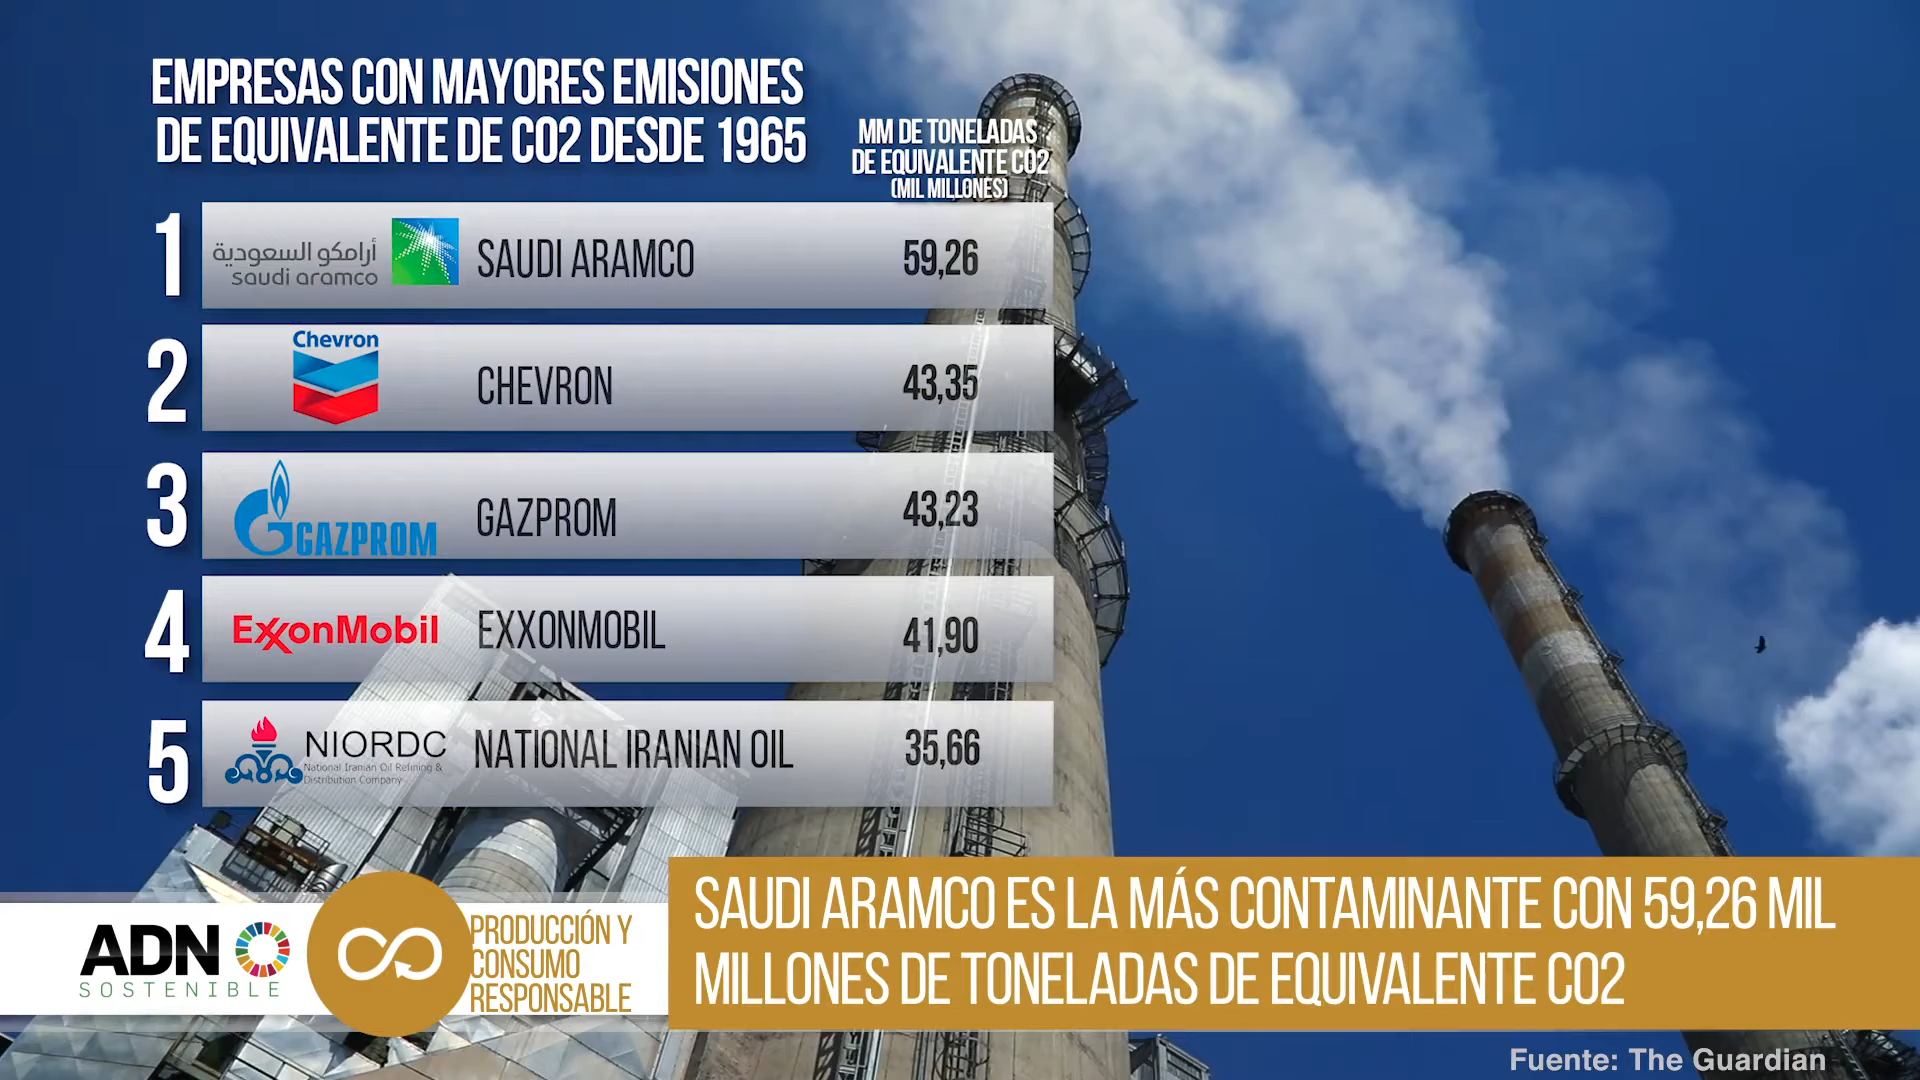 EMPRESAS CON MAYORES EMISIONES
DE EQUIVALENTE DE CO2 DESDE 1965
MM DE TONELADAS
DE EQUIVALENTE CO2
(MIL MILLONES)
1
أرامكو السعودية
saudi aramco
SAUDI ARAMCO
59,26
2
Chevron
CHEVRON
43,35
3
GAZPROM
GAZPROM
43,23
4
ExxonMobil
EXXONMOBIL
41,90
5
NIORDC
National Iranian Oil Refining &
Distribution Company
NATIONAL IRANIAN OIL
35,66
ADN
SOSTENIBLE
PRODUCCIÓN Y
CONSUMO
RESPONSABLE
SAUDI ARAMCO ES LA MÁS CONTAMINANTE CON 59,26 MIL
MILLONES DE TONELADAS DE EQUIVALENTE CO2
Fuente: The Guardian